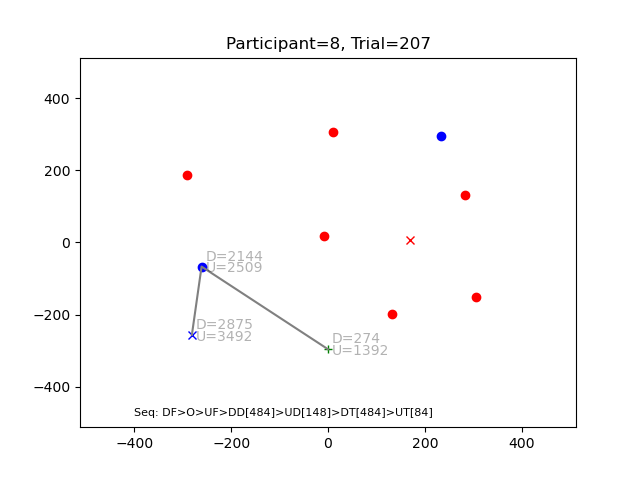 Participant=8, Trial=207
400
200
0
−200
−400
D=2144
U=2509
D=2875
U=3492
D=274
U=1392
Seq: DF>O>UF>DD[484]>UD[148]>DT[484]>UT[84]
−400 −200 0 200 400